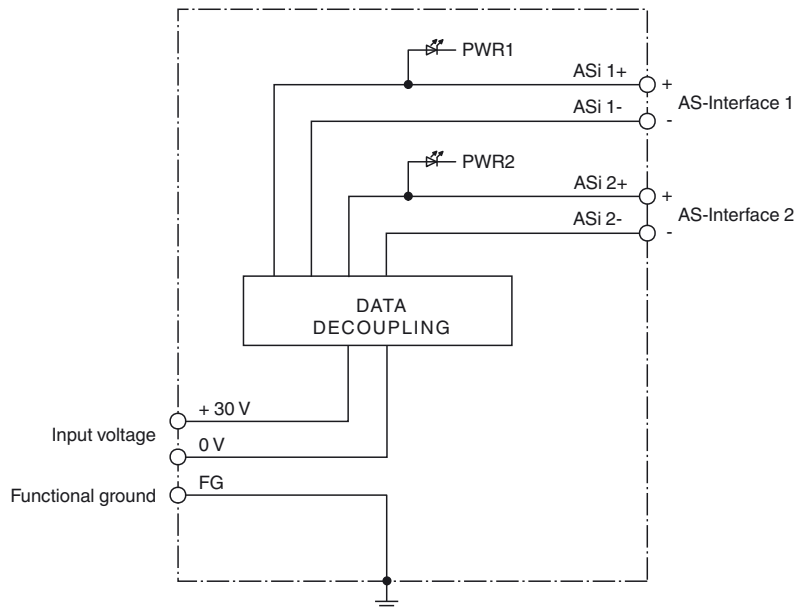 PWR1
ASi 1+
+
AS-Interface 1
ASi 1-
-
PWR2
ASi 2+
+
AS-Interface 2
ASi 2-
-
DATA
DECOUPLING
+ 30 V
Input voltage
0 V
FG
Functional ground